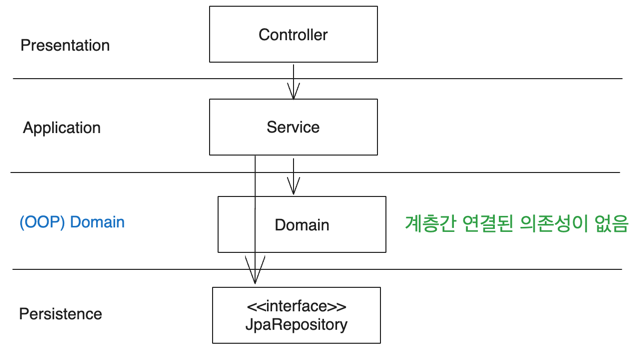 Presentation
Controller
Application
Service
(OOP) Domain
Domain
계층간 연결된 의존성이 없음
Persistence
<<interface>>
JpaRepository